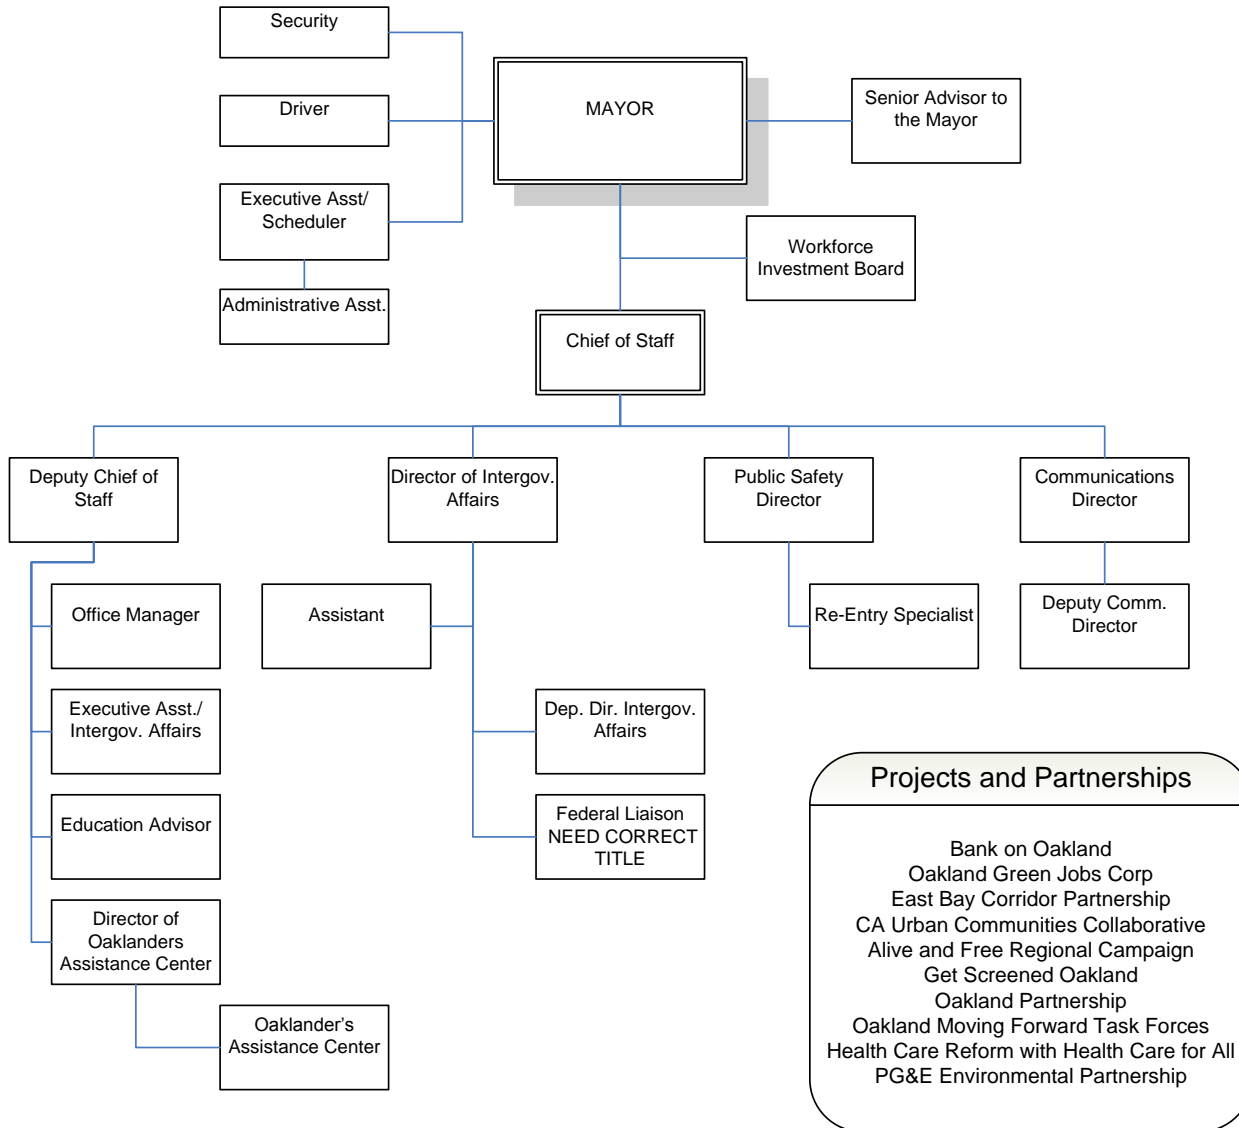 Security
MAYOR
Senior Advisor to
the Mayor
Driver
Executive Asst/
Scheduler
Workforce
Investment Board
Administrative Asst.
Chief of Staff
Deputy Chief of
Staff
Director of Intergov.
Affairs
Public Safety
Director
Communications
Director
Office Manager
Assistant
Re-Entry Specialist
Deputy Comm.
Director
Executive Asst./
Intergov. Affairs
Dep. Dir. Intergov.
Affairs
Education Advisor
Federal Liaison
NEED CORRECT
TITLE
Director of
Oaklanders
Assistance Center
Oaklander’s
Assistance Center
Projects and Partnerships
Bank on Oakland
Oakland Green Jobs Corp
East Bay Corridor Partnership
CA Urban Communities Collaborative
Alive and Free Regional Campaign
Get Screened Oakland
Oakland Partnership
Oakland Moving Forward Task Forces
Health Care Reform with Health Care for All
PG&E Environmental Partnership